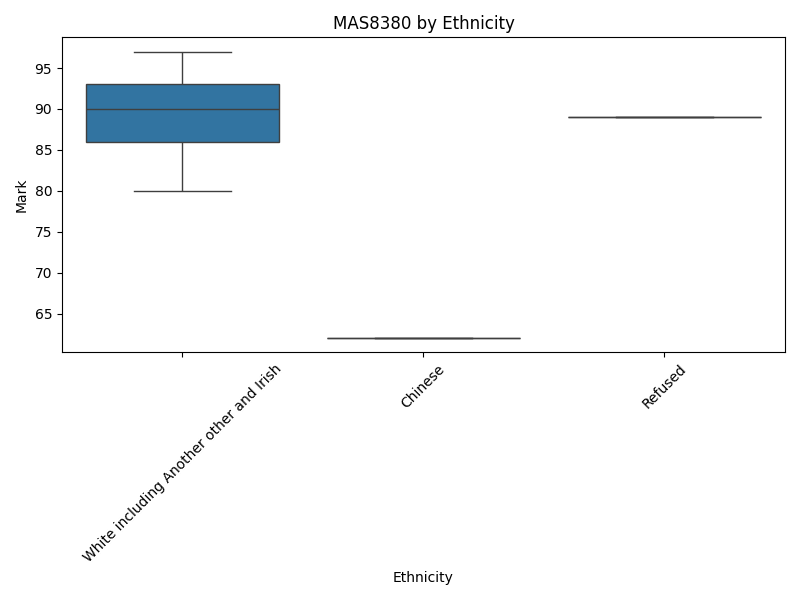 MAS8380 by Ethnicity
Mark
95
90
85
80
75
70
65
White including Another other and Irish
Chinese
Refused
Ethnicity